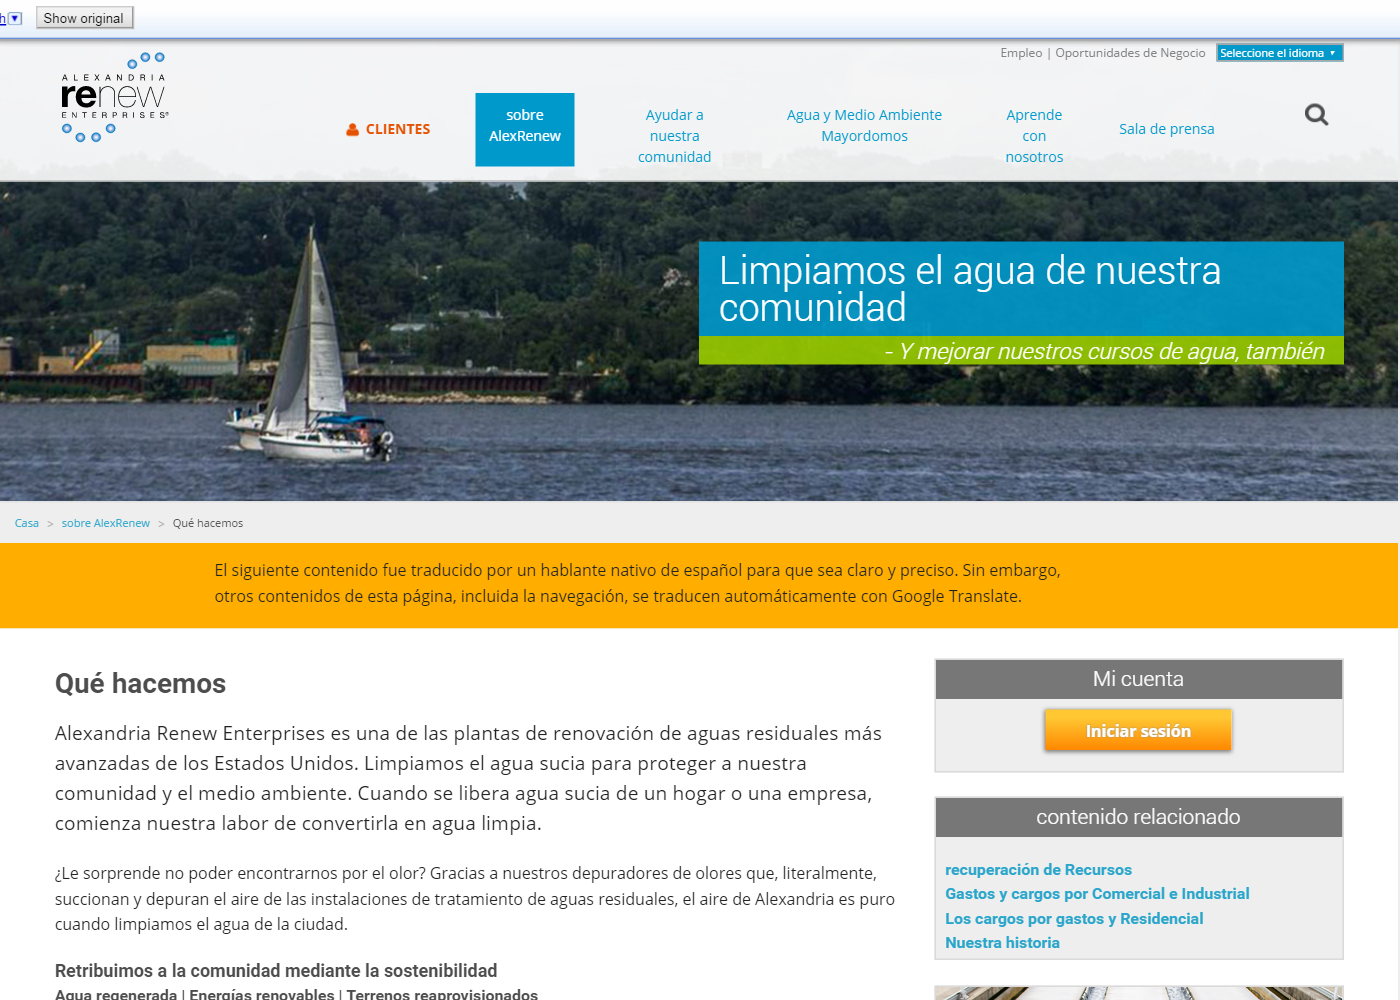 h
Show original
Empleo | Oportunidades de Negocio
Seleccione el idioma ▼
ALEXANDRIA
renew
ENTERPRISES®
CLIENTES
sobre
AlexRenew
Ayudar a
nuestra
comunidad
Agua y Medio Ambiente
Mayordomos
Aprende
con
nosotros
Sala de prensa
Limpiamos el agua de nuestra
comunidad
- Y mejorar nuestros cursos de agua, también
Casa > sobre AlexRenew > Qué hacemos
El siguiente contenido fue traducido por un hablante nativo de español para que sea claro y preciso. Sin embargo,
otros contenidos de esta página, incluida la navegación, se traducen automáticamente con Google Translate.
Qué hacemos
Alexandria Renew Enterprises es una de las plantas de renovación de aguas residuales más
avanzadas de los Estados Unidos. Limpiamos el agua sucia para proteger a nuestra
comunidad y el medio ambiente. Cuando se libera agua sucia de un hogar o una empresa,
comienza nuestra labor de convertirla en agua limpia.
¿Le sorprende no poder encontrarnos por el olor? Gracias a nuestros depuradores de olores que, literalmente,
succionan y depuran el aire de las instalaciones de tratamiento de aguas residuales, el aire de Alexandria es puro
cuando limpiamos el agua de la ciudad.
Retribuimos a la comunidad mediante la sostenibilidad
Agua regenerada | Energías renovables | Terrenos reaprovisionados
Mi cuenta
Iniciar sesión
contenido relacionado
recuperación de Recursos
Gastos y cargos por Comercial e Industrial
Los cargos por gastos y Residencial
Nuestra historia